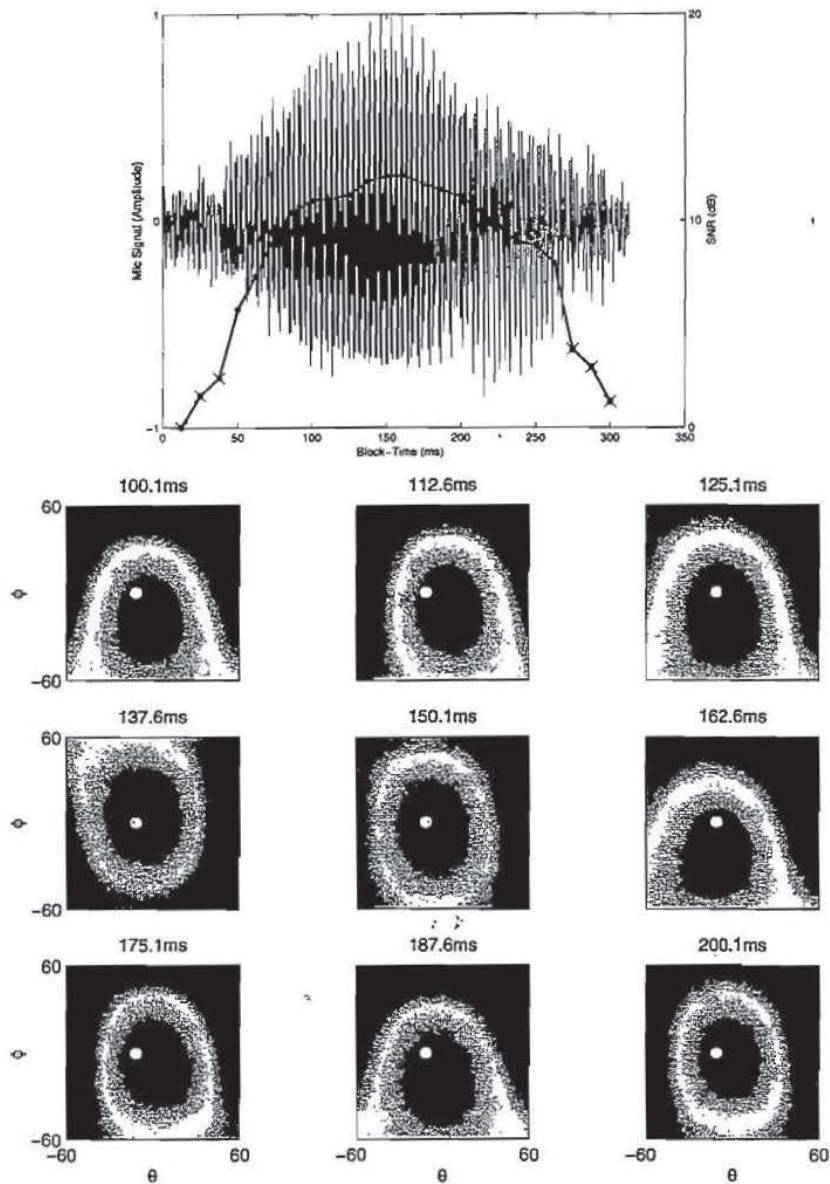 1
20
Mic Signal (Amplitude)
0
10
SNR (dB)
-1
0
0
50
100
150
200
250
300
350
Block-Time (ms)
100.1ms
112.6ms
125.1ms
60
ϕ
-60
137.6ms
150.1ms
162.6ms
60
ϕ
-60
175.1ms
187.6ms
200.1ms
60
ϕ
-60
-60
60
-60
60
-60
60
θ
θ
θ